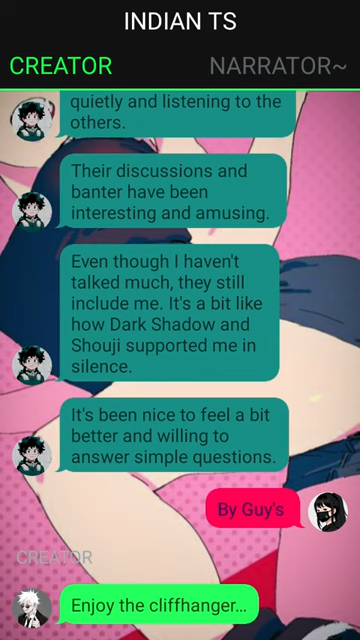 INDIAN TS
CREATOR
NARRATOR~
quietly and listening to the
others.
Their discussions and
banter have been
interesting and amusing.
Even though I haven't
talked much, they still
include me. It's a bit like
how Dark Shadow and
Shouji supported me in
silence.
It's been nice to feel a bit
better and willing to
answer simple questions.
By Guy's
CREATOR
Enjoy the cliffhanger...